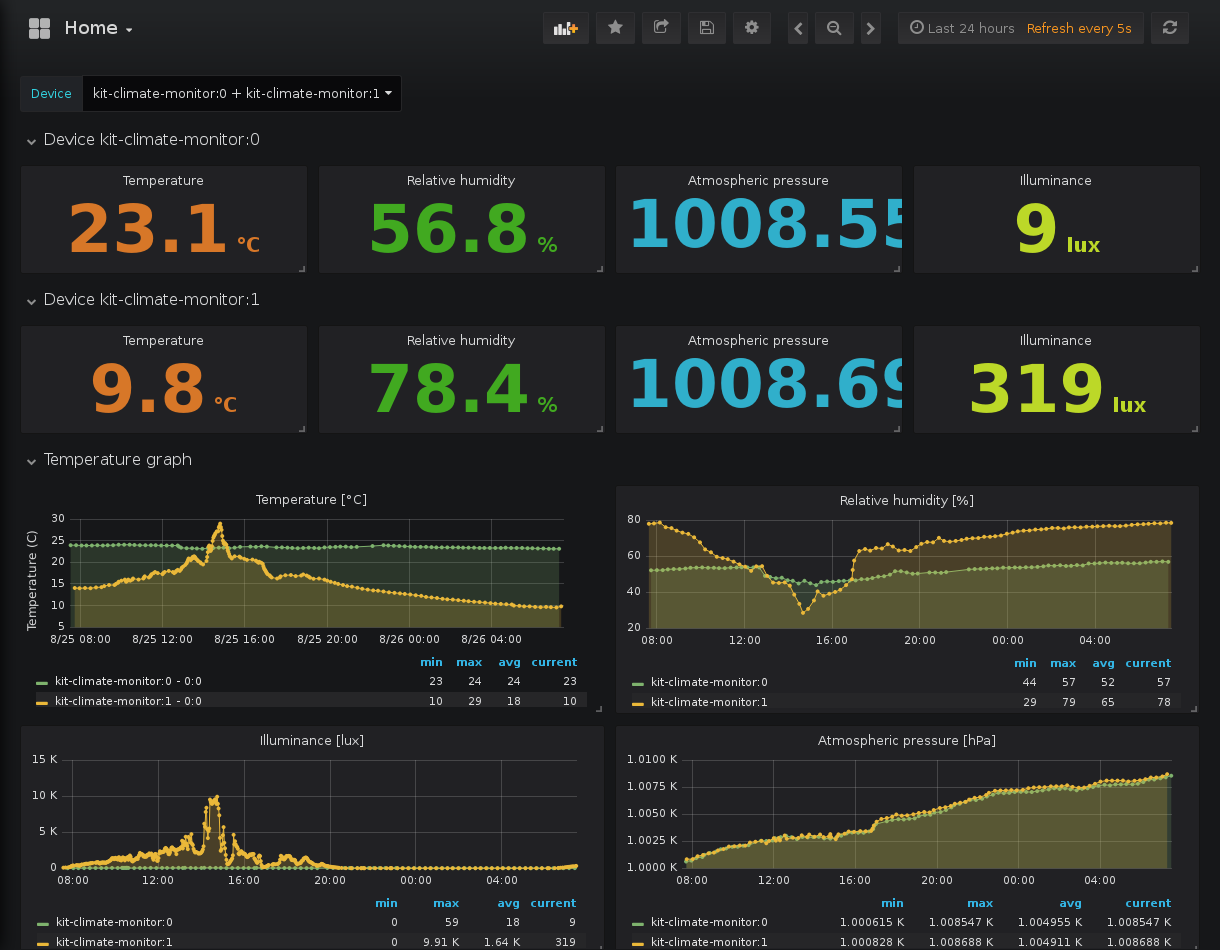 Home
Last 24 hours Refresh every 5s
Device kit-climate-monitor:0 + kit-climate-monitor:1
Device kit-climate-monitor:0
Temperature Relative humidity Atmospheric pressure Illuminance
23.1 °C 56.8 % 1008.55 9 lux
Device kit-climate-monitor:1
Temperature Relative humidity Atmospheric pressure Illuminance
9.8 °C 78.4 % 1008.69 319 lux
Temperature graph
Temperature [°C]
Temperature (C)
30
25
20
15
10
5
8/25 08:00 8/25 12:00 8/25 16:00 8/25 20:00 8/26 00:00 8/26 04:00
min max avg current
kit-climate-monitor:0 - 0:0 23 24 24 23
kit-climate-monitor:1 - 0:0 10 29 18 10
Relative humidity [%]
80
60
40
20
08:00 12:00 16:00 20:00 00:00 04:00
min max avg current
kit-climate-monitor:0 44 57 52 57
kit-climate-monitor:1 29 79 65 78
Illuminance [lux]
15 K
10 K
5 K
0
08:00 12:00 16:00 20:00 00:00 04:00
min max avg current
kit-climate-monitor:0 0 59 18 9
kit-climate-monitor:1 0 9.91 K 1.64 K 319
Atmospheric pressure [hPa]
1.0100 K
1.0075 K
1.0050 K
1.0025 K
1.0000 K
08:00 12:00 16:00 20:00 00:00 04:00
min max avg current
kit-climate-monitor:0 1.000615 K 1.008547 K 1.004955 K 1.008547 K
kit-climate-monitor:1 1.000828 K 1.008688 K 1.004911 K 1.008688 K